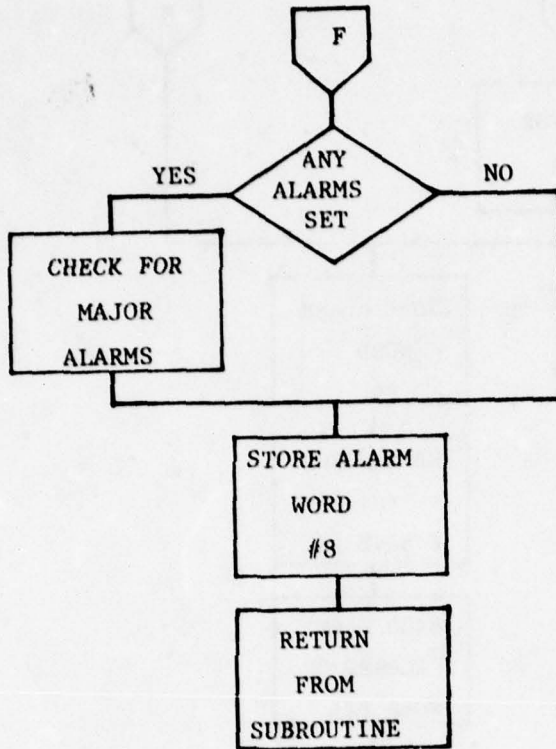 F
ANY
ALARMS
SET
YES
NO
CHECK FOR
MAJOR
ALARMS
STORE ALARM
WORD
#8
RETURN
FROM
SUBROUTINE